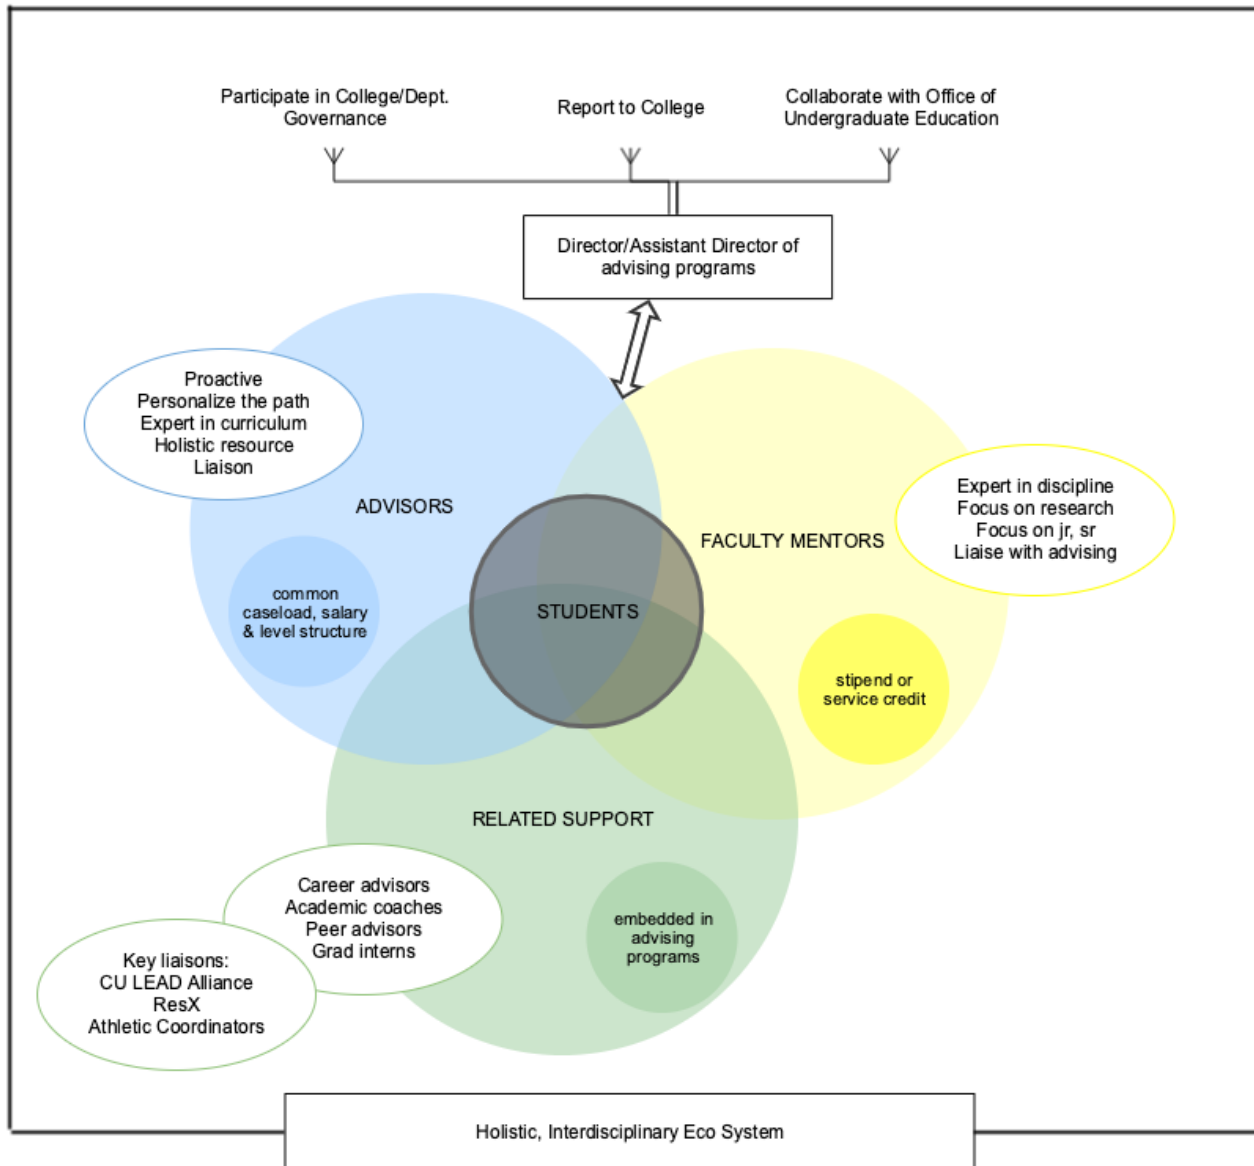 Participate in College/Dept.
Governance
Report to College
Collaborate with Office of
Undergraduate Education
Director/Assistant Director of
advising programs
Proactive
Personalize the path
Expert in curriculum
Holistic resource
Liaison
ADVISORS
common
caseload, salary
& level structure
Expert in discipline
Focus on research
Focus on jr, sr
Liaise with advising
FACULTY MENTORS
STUDENTS
stipend or
service credit
RELATED SUPPORT
Career advisors
Academic coaches
Peer advisors
Grad interns
embedded in
advising
programs
Key liaisons:
CU LEAD Alliance
ResX
Athletic Coordinators
Holistic, Interdisciplinary Eco System